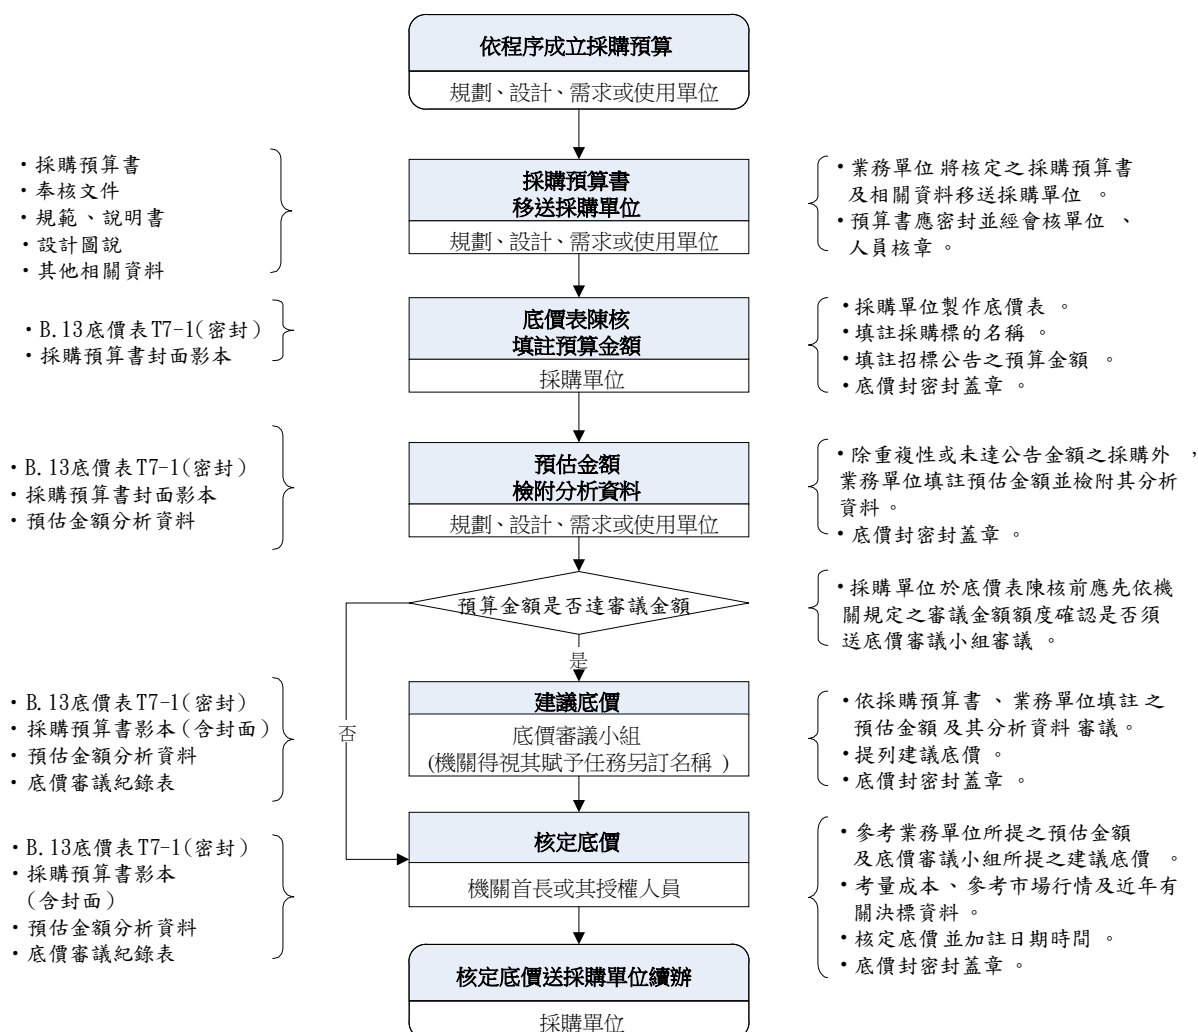 依程序成立採購預算
規劃、設計、需求或使用單位
・採購預算書
・奉核文件
・規範、說明書
・設計圖說
・其他相關資料
採購預算書
移送採購單位
規劃、設計、需求或使用單位
・業務單位 將核定之採購預算書
及相關資料移送採購單位 。
・預算書應密封並經會核單位 、
人員核章 。
・B.13底價表T7-1(密封)
・採購預算書封面影本
底價表陳核
填註預算金額
採購單位
・採購單位製作底價表 。
・填註採購標的名稱 。
・填註招標公告之預算金額 。
・底價封密封蓋章 。
・B.13底價表T7-1(密封)
・採購預算書封面影本
・預估金額分析資料
預估金額
檢附分析資料
規劃、設計、需求或使用單位
・除重複性或未達公告金額之採購外 ，
業務單位填註預估金額並檢附其分析
資料。
・底價封密封蓋章 。
預算金額是否達審議金額
・採購單位於底價表陳核前應先依機
關規定之審議金額額度確認是否須
送底價審議小組審議 。
是
否
・B.13底價表T7-1(密封)
・採購預算書影本(含封面)
・預估金額分析資料
・底價審議紀錄表
建議底價
底價審議小組
(機關得視其賦予任務另訂名稱 )
・依採購預算書 、業務單位填註之
預估金額及其分析資料審議。
・提列建議底價 。
・底價封密封蓋章 。
・B.13底價表T7-1(密封)
・採購預算書影本
(含封面)
・預估金額分析資料
・底價審議紀錄表
核定底價
機關首長或其授權人員
・參考業務單位所提之預估金額
及底價審議小組所提之建議底價 。
・考量成本、參考市場行情及近年有
關決標資料 。
・核定底價並加註日期時間 。
・底價封密封蓋章 。
核定底價送採購單位續辦
採購單位